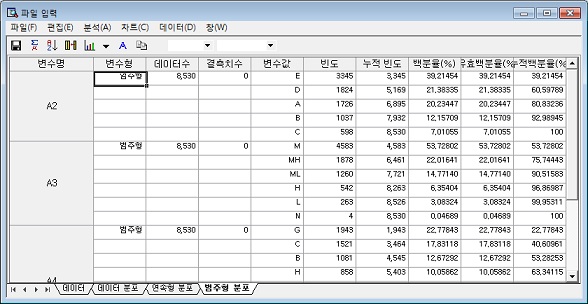 파일 입력
파일(F) 편집(E) 분석(A) 차트(C) 데이터(D) 창(W)
변수명 변수형 데이터수 결측치수 변수값 빈도 누적 빈도 백분율(%) 유효백분율(%) 누적백분율(%)
범주형 8,530 0 E 3345 3,345 39,21454 39,21454 39,21454
D 1824 5,169 21,38335 21,38335 60,59789
A2 A 1726 6,895 20,23447 20,23447 80,83236
B 1037 7,932 12,15709 12,15709 92,98945
C 598 8,530 7,01055 7,01055 100
범주형 8,530 0 M 4583 4,583 53,72802 53,72802 53,72802
MH 1878 6,461 22,01641 22,01641 75,74443
A3 ML 1260 7,721 14,77140 14,77140 90,51583
H 542 8,263 6,35404 6,35404 96,86987
L 263 8,526 3,08324 3,08324 99,95311
N 4 8,530 0,04689 0,04689 100
범주형 8,530 0 G 1943 1,943 22,77843 22,77843 22,77843
C 1521 3,464 17,83118 17,83118 40,60961
B 1081 4,545 12,67292 12,67292 53,28253
A4 H 858 5,403 10,05862 10,05862 63,34115
데이터 데이터 분포 연속형 분포 범주형 분포